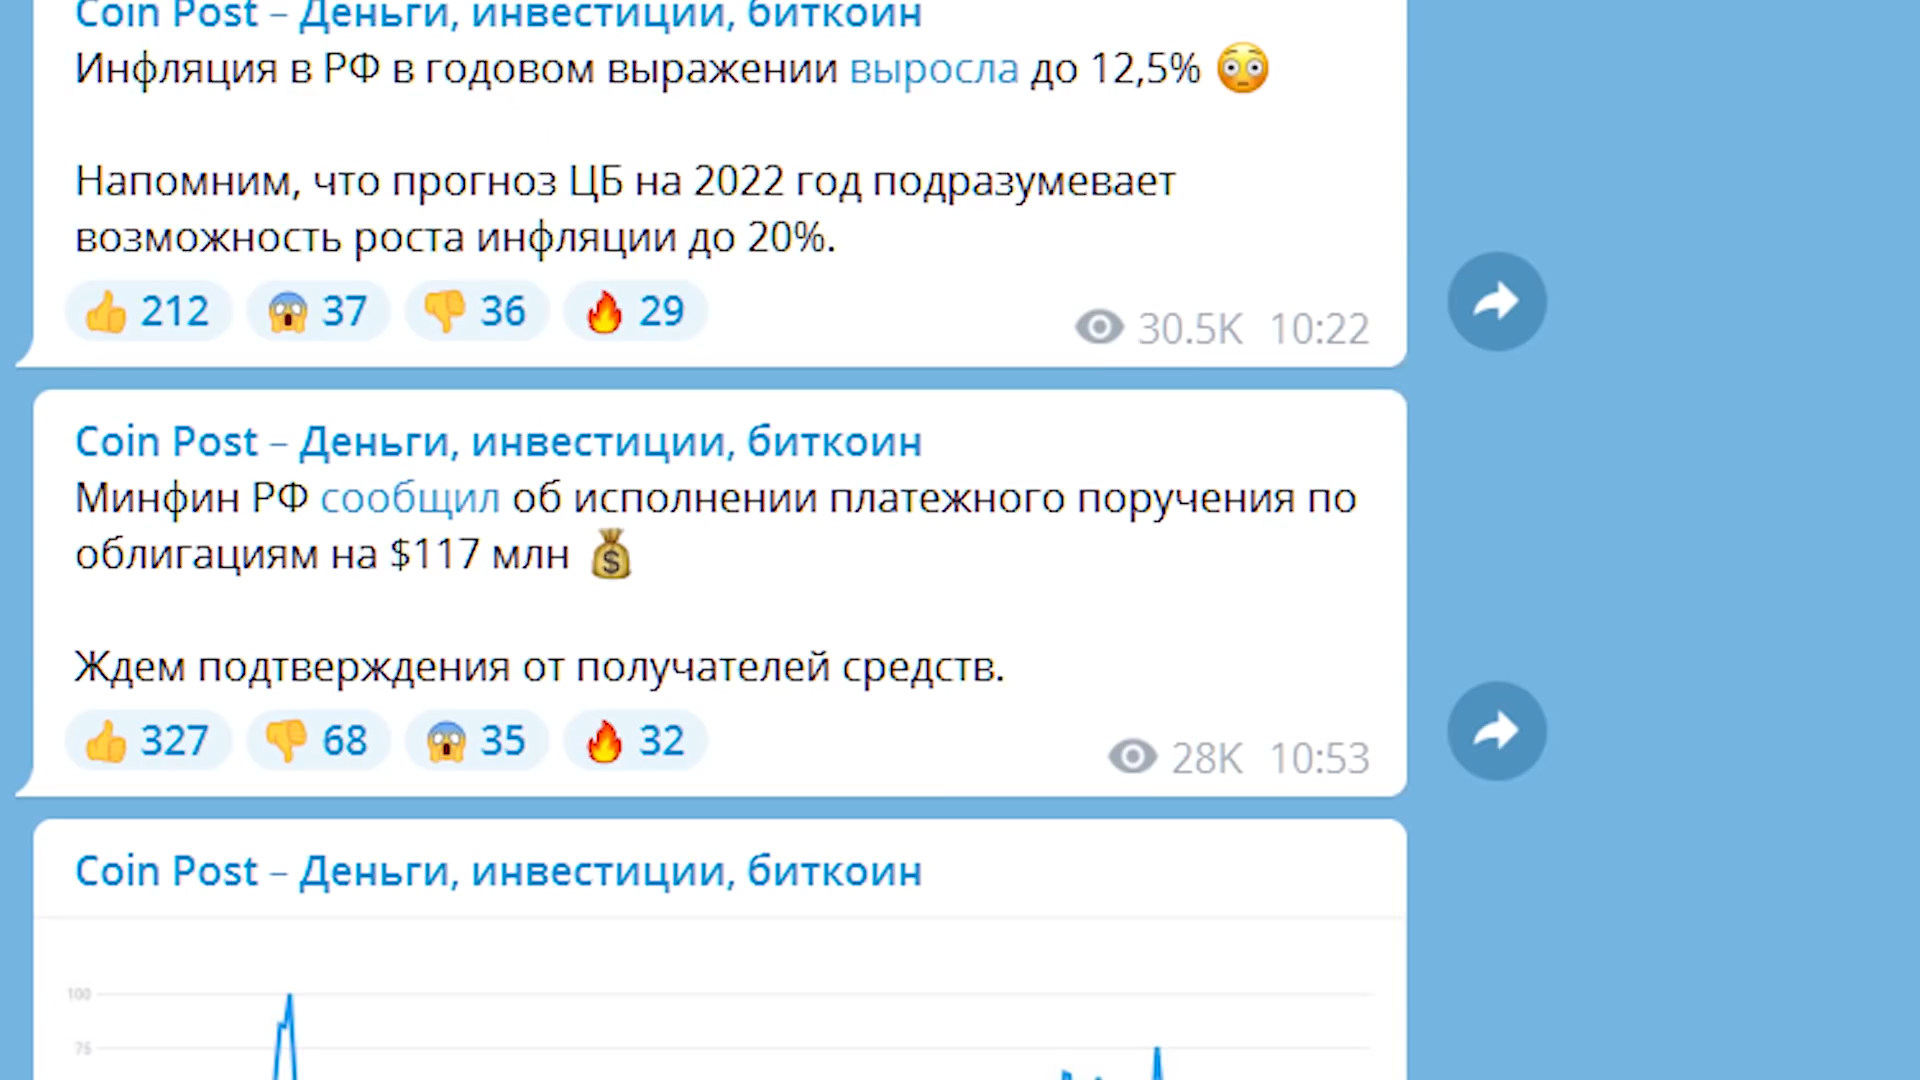 Coin Post – Деньги, инвестиции, биткоин
Инфляция в РФ в годовом выражении выросла до 12,5% 😳
Напомним, что прогноз ЦБ на 2022 год подразумевает
возможность роста инфляции до 20%.
👍 212 😱 37 👎 36 🔥 29
30.5K 10:22
Coin Post – Деньги, инвестиции, биткоин
Минфин РФ сообщил об исполнении платежного поручения по
облигациям на $117 млн 💰
Ждем подтверждения от получателей средств.
👍 327 👎 68 😱 35 🔥 32
28K 10:53
Coin Post – Деньги, инвестиции, биткоин
100
75